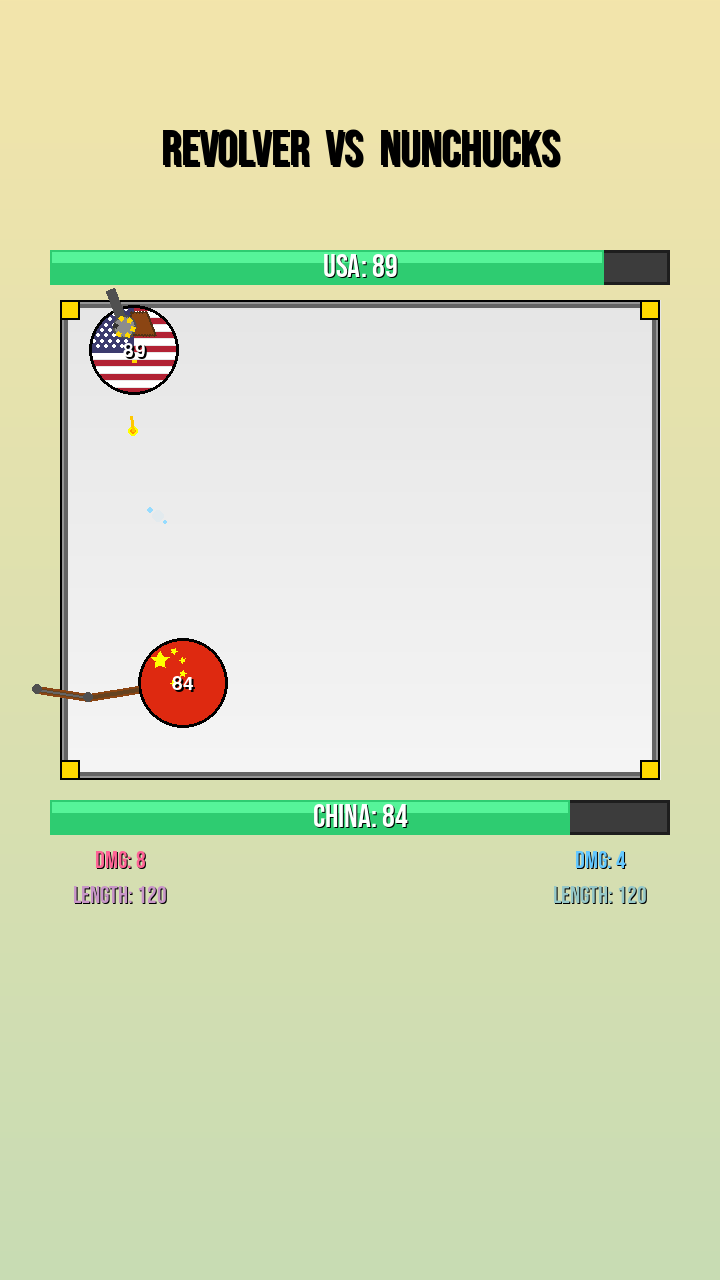 REVOLVER VS NUNCHUCKS
USA: 89
89
84
CHINA: 84
DMG: 8
DMG: 4
LENGTH: 120
LENGTH: 120